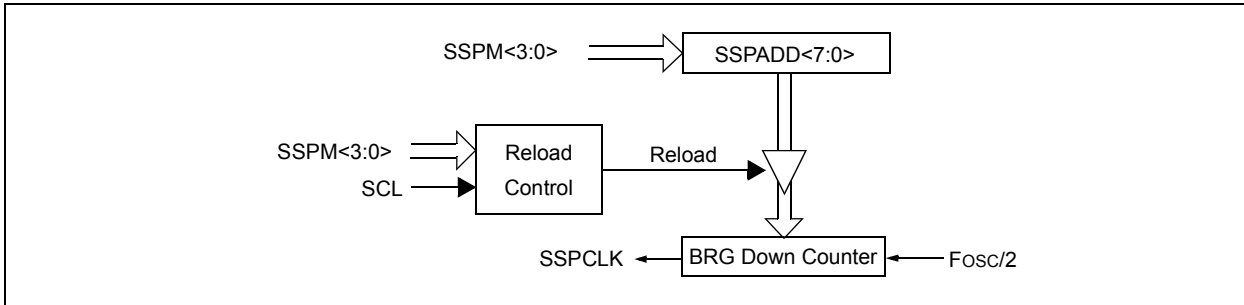 SSPM<3:0>
SSPADD<7:0>
SSPM<3:0>
SCL
Reload
Control
Reload
SSPCLK
BRG Down Counter
FOSC/2